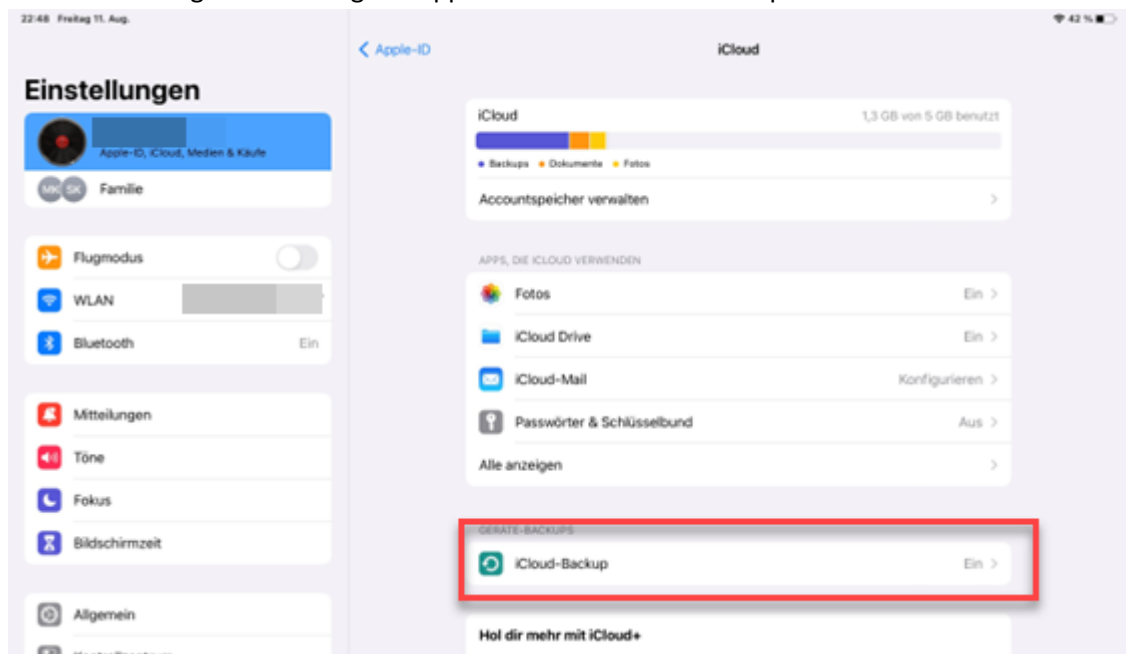 22:48 Freitag 11. Aug.
42 %
Apple-ID
iCloud
Einstellungen
Apple-ID, iCloud, Medien & Käufe
MK SK Familie
Flugmodus
WLAN
Bluetooth Ein
Mitteilungen
Töne
Fokus
Bildschirmzeit
Allgemein
iCloud 1,3 GB von 5 GB benutzt
Backups Dokumente Fotos
Accountspeicher verwalten
APPS, DIE ICLOUD VERWENDEN
Fotos Ein
iCloud Drive Ein
iCloud-Mail Konfigurieren
Passwörter & Schlüsselbund Aus
Alle anzeigen
GERÄTE-BACKUPS
iCloud-Backup Ein
Hol dir mehr mit iCloud+